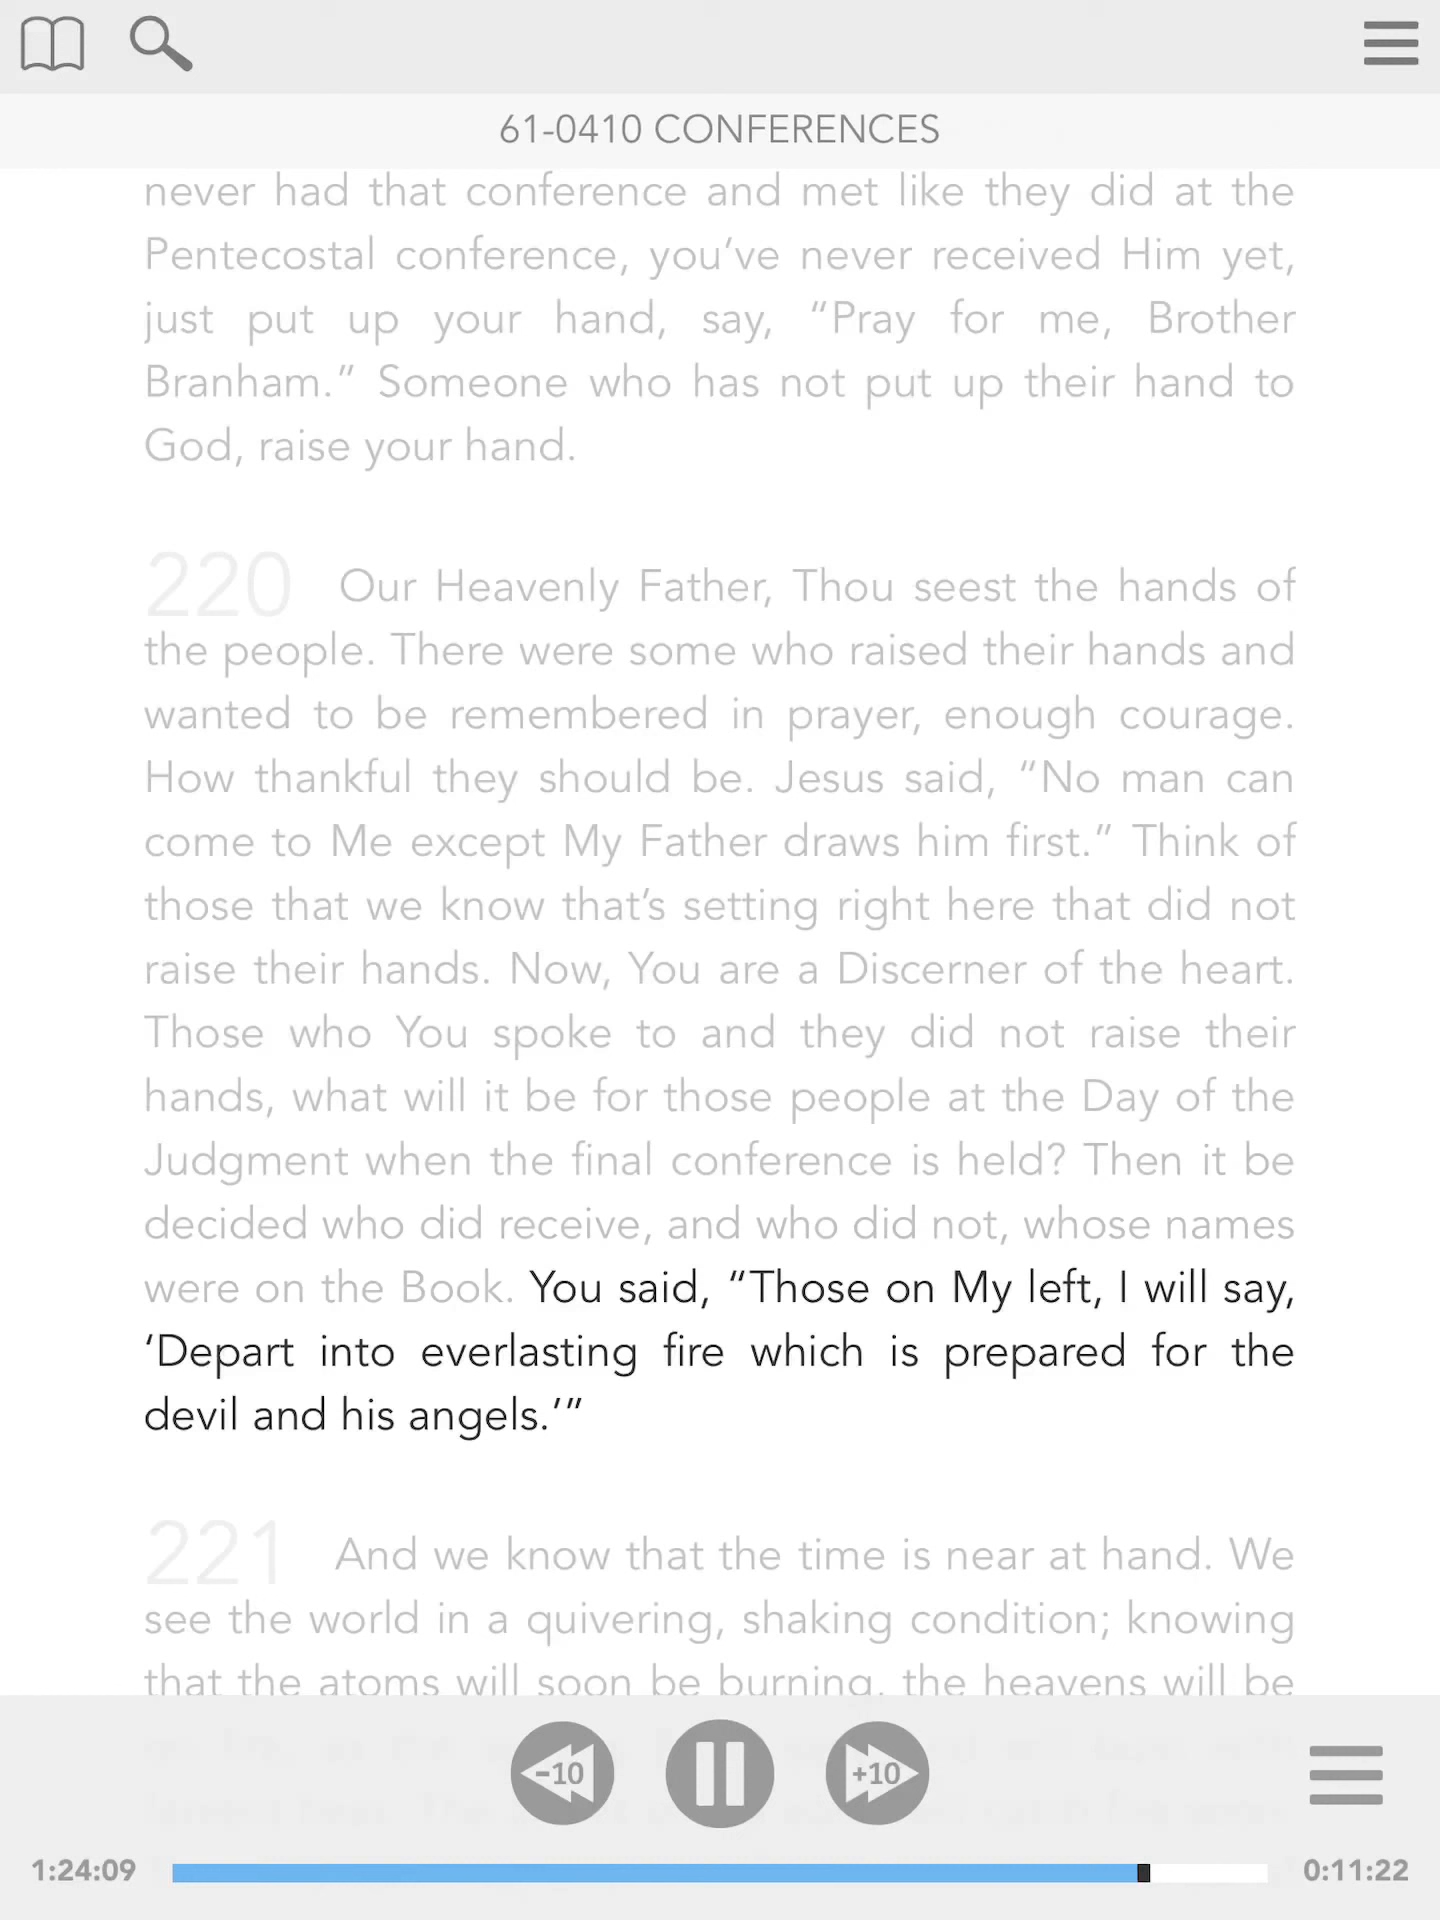 61-0410 CONFERENCES
never had that conference and met like they did at the
Pentecostal conference, you’ve never received Him yet,
just put up your hand, say, “Pray for me, Brother
Branham.” Someone who has not put up their hand to
God, raise your hand.
220 Our Heavenly Father, Thou seest the hands of
the people. There were some who raised their hands and
wanted to be remembered in prayer, enough courage.
How thankful they should be. Jesus said, “No man can
come to Me except My Father draws him first.” Think of
those that we know that’s setting right here that did not
raise their hands. Now, You are a Discerner of the heart.
Those who You spoke to and they did not raise their
hands, what will it be for those people at the Day of the
Judgment when the final conference is held? Then it be
decided who did receive, and who did not, whose names
were on the Book. You said, “Those on My left, I will say,
‘Depart into everlasting fire which is prepared for the
devil and his angels.’”
221 And we know that the time is near at hand. We
see the world in a quivering, shaking condition; knowing
that the atoms will soon be burning, the heavens will be
-10 +10
1:24:09 0:11:22